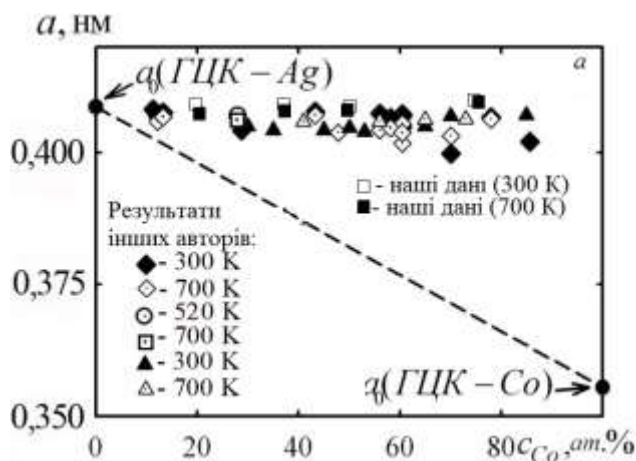 a, нм
a
a₀(ГЦК – Ag)
0,400
□ - наші дані (300 K)
■ - наші дані (700 K)
Результати
інших авторів:
◆ - 300 K
◇ - 700 K
⊙ - 520 K
⊡ - 700 K
▲ - 300 K
△ - 700 K
0,375
a₀(ГЦК – Co)
0,350
0 20 40 60 80 c_Co, ат.%